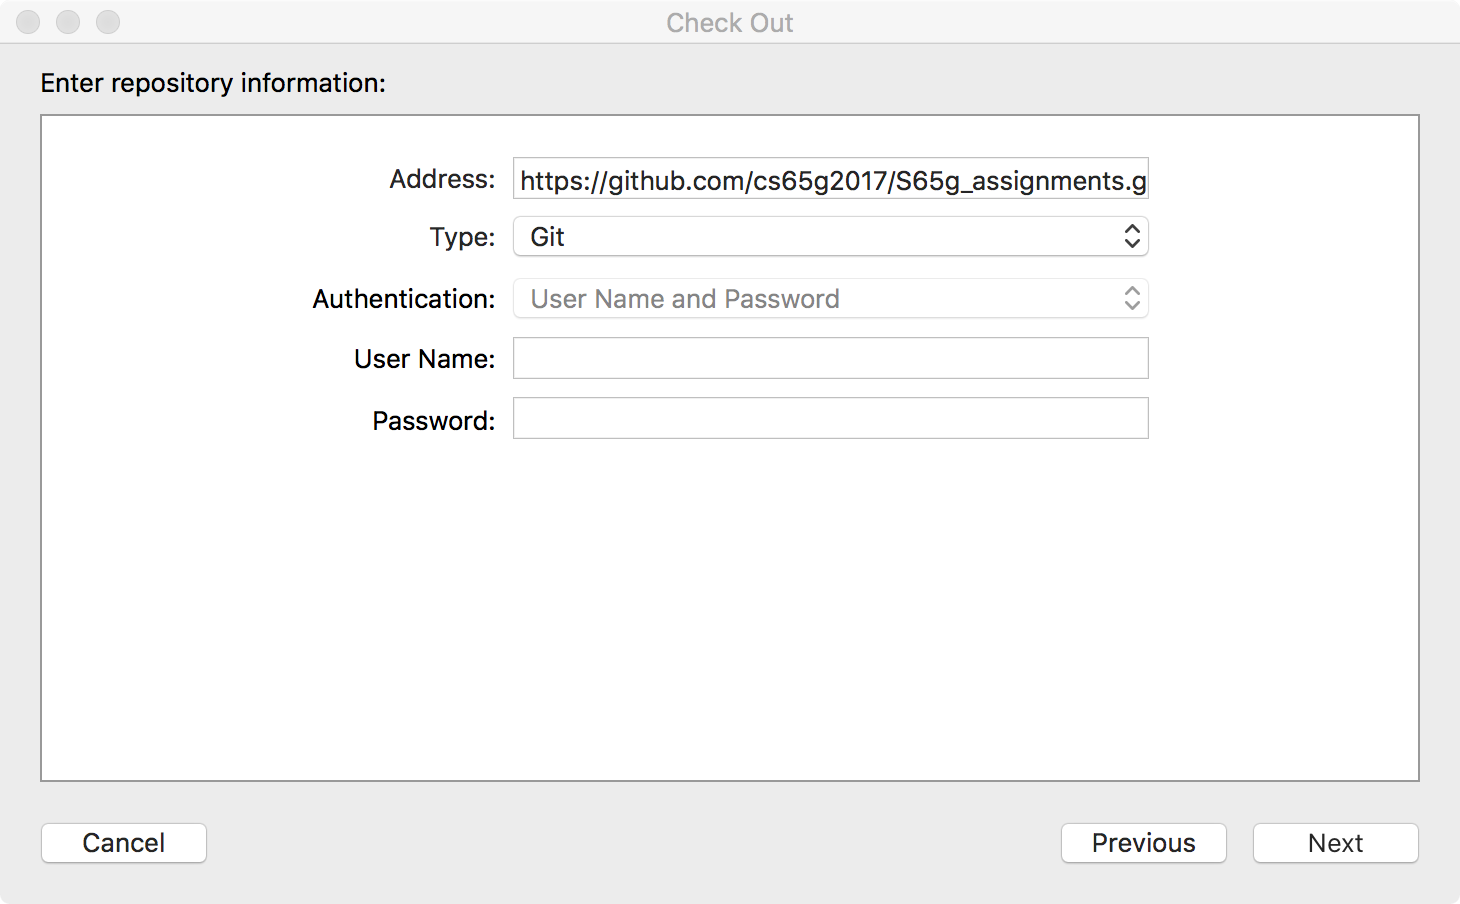 Check Out
Enter repository information:
Address: https://github.com/cs65g2017/S65g_assignments.g
Type: Git
Authentication: User Name and Password
User Name:
Password:
Cancel Previous Next